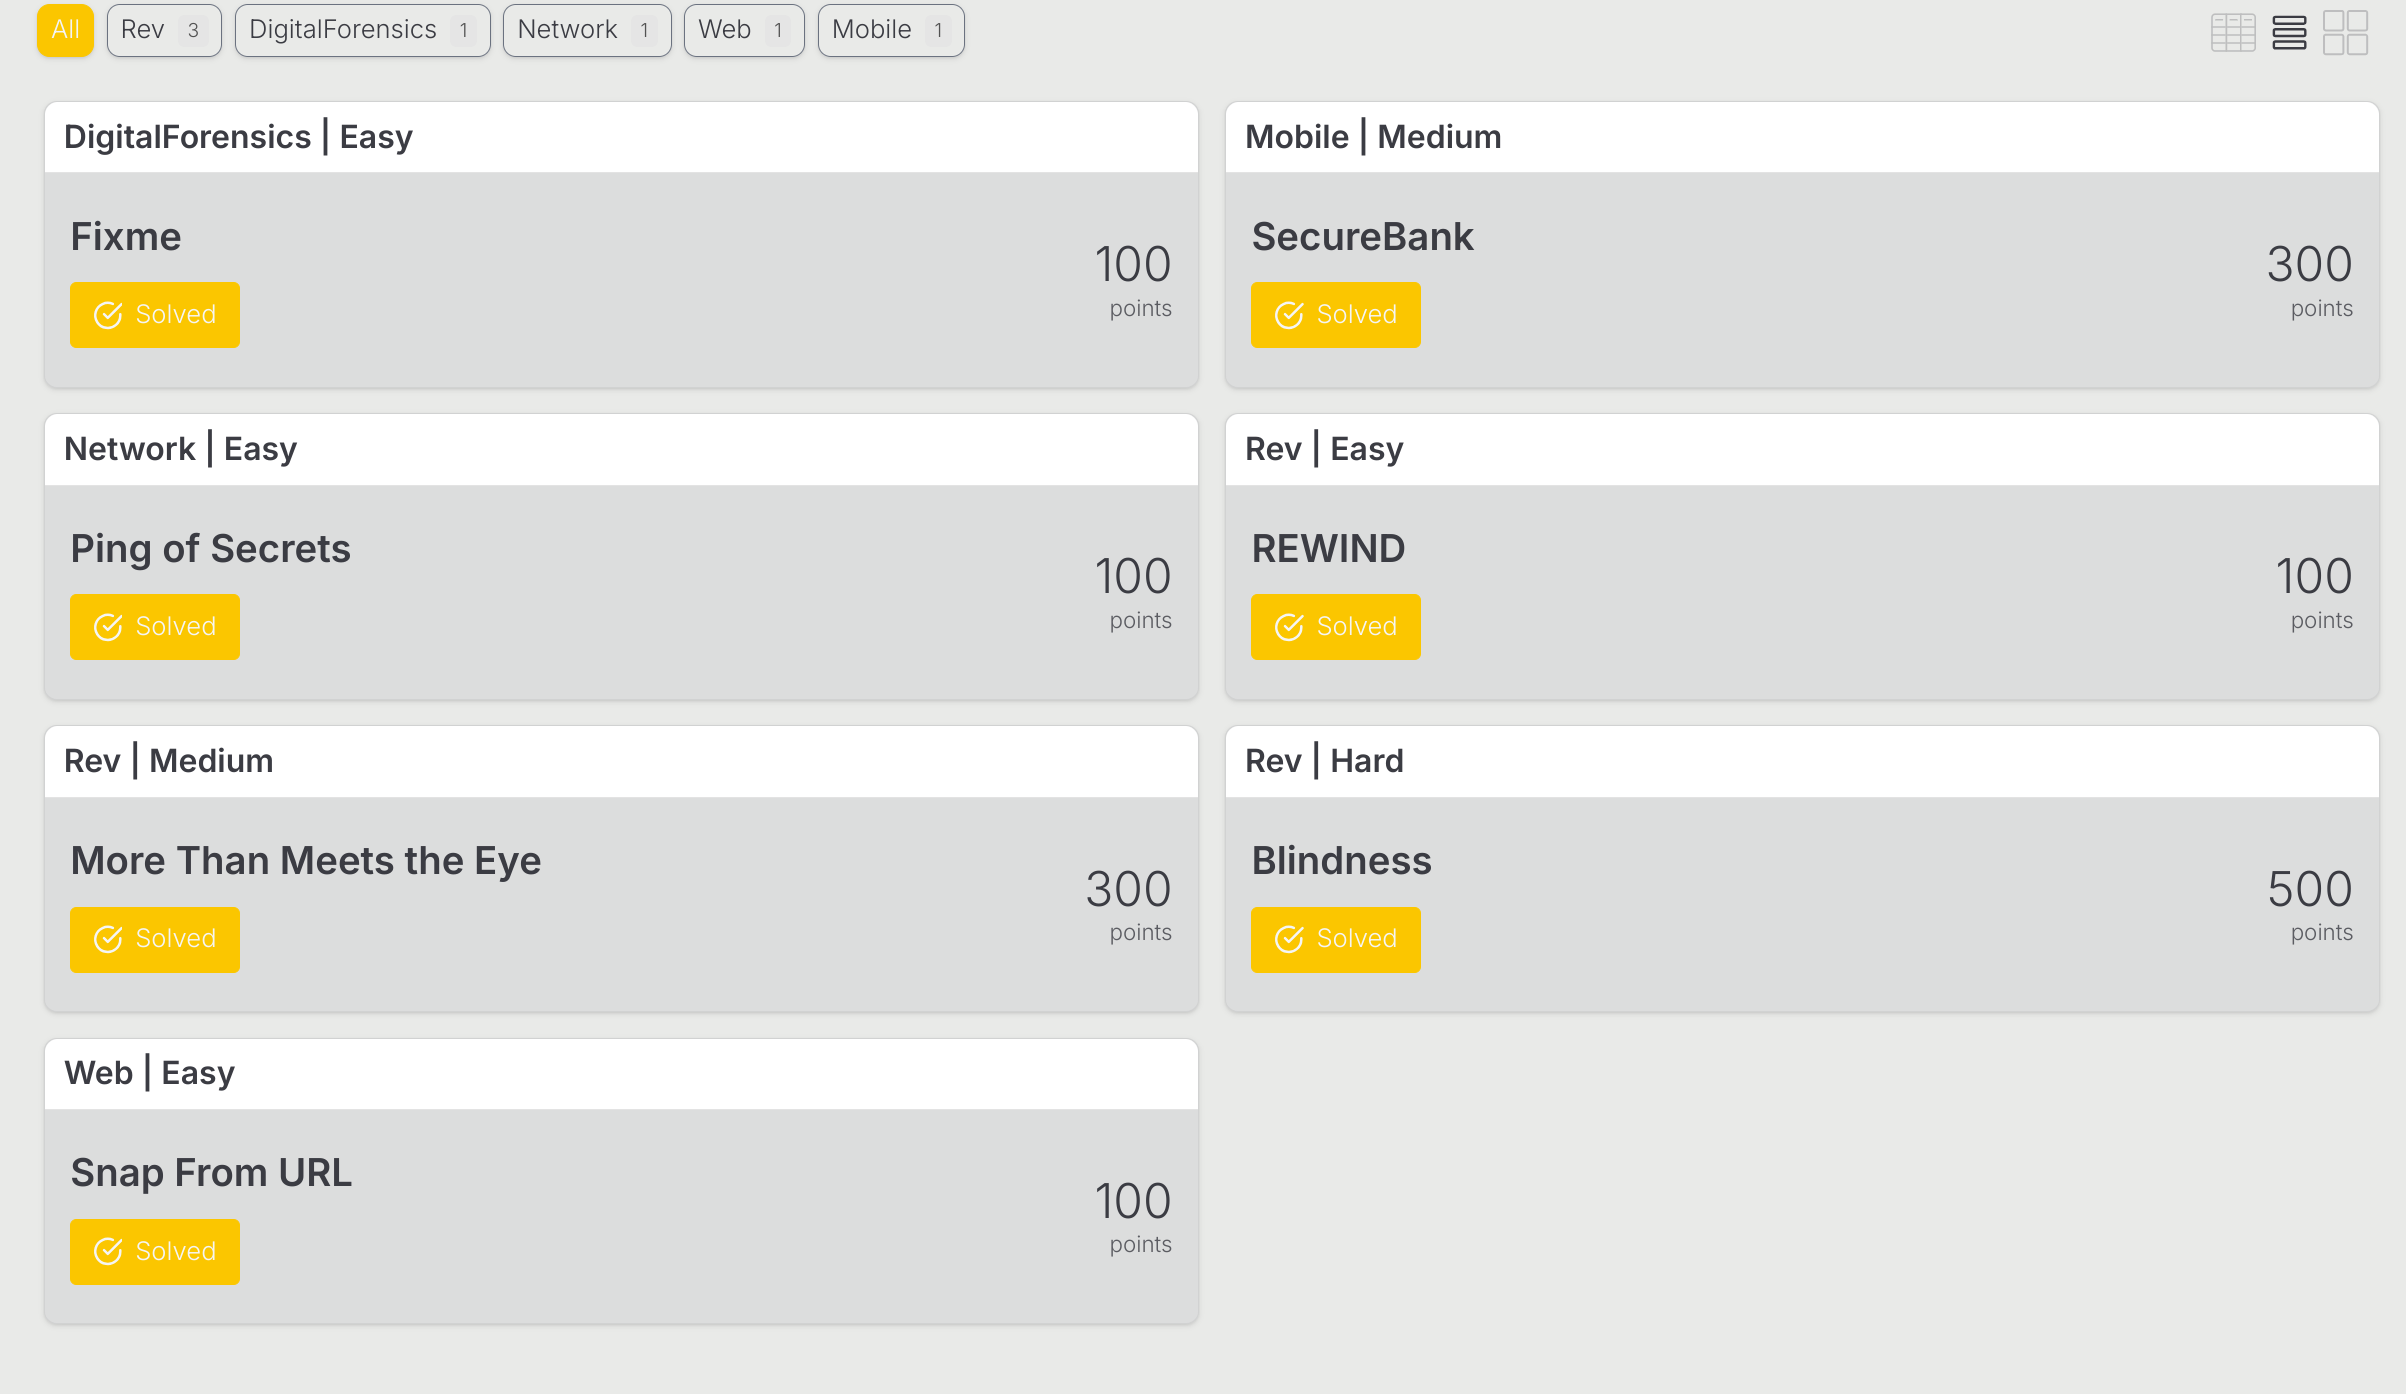 All Rev 3 DigitalForensics 1 Network 1 Web 1 Mobile 1
DigitalForensics | Easy
Fixme
100
points
Solved
Mobile | Medium
SecureBank
300
points
Solved
Network | Easy
Ping of Secrets
100
points
Solved
Rev | Easy
REWIND
100
points
Solved
Rev | Medium
More Than Meets the Eye
300
points
Solved
Rev | Hard
Blindness
500
points
Solved
Web | Easy
Snap From URL
100
points
Solved